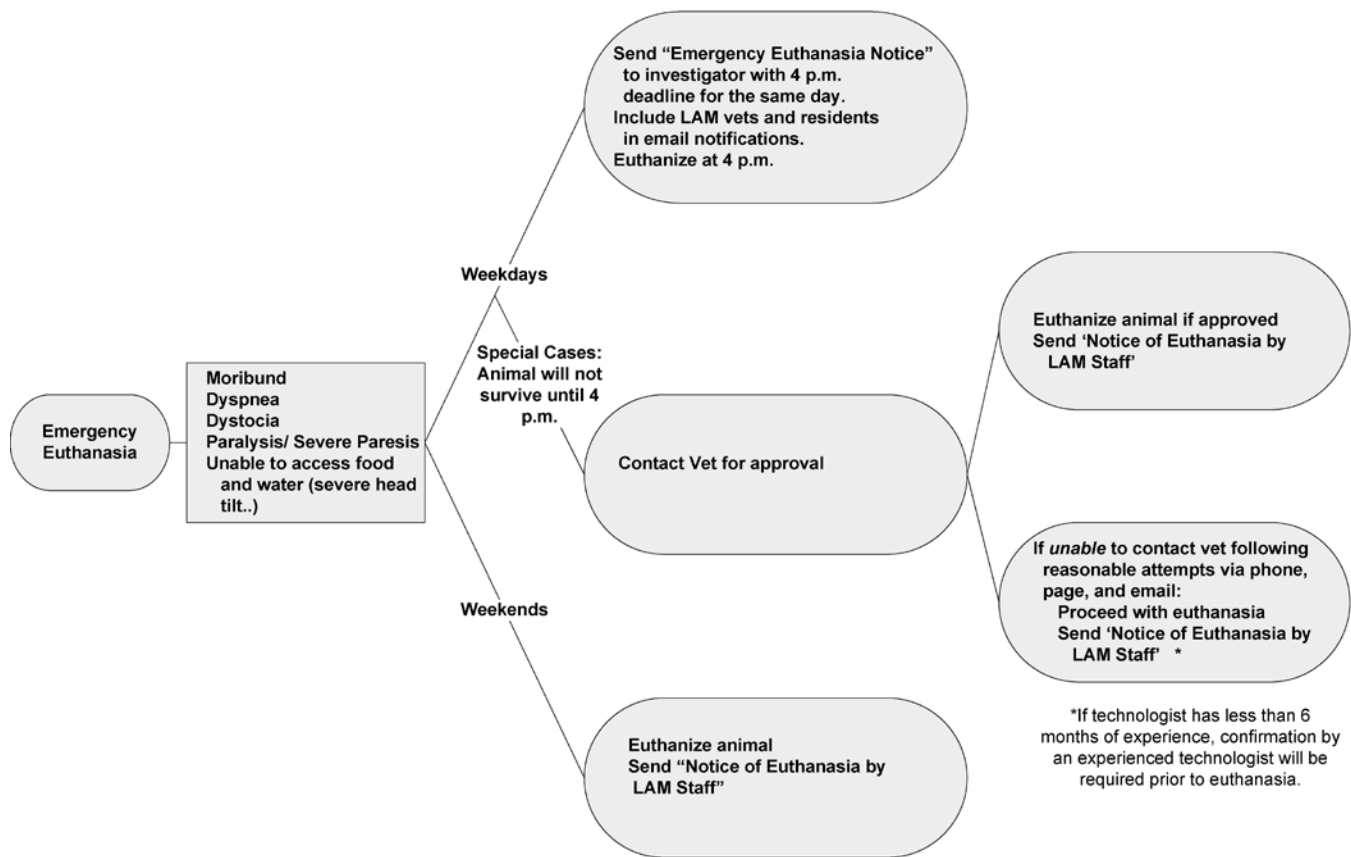 Emergency
Euthanasia
Moribund
Dyspnea
Dystocia
Paralysis/ Severe Paresis
Unable to access food
and water (severe head
tilt..)
Weekdays
Send “Emergency Euthanasia Notice”
to investigator with 4 p.m.
deadline for the same day.
Include LAM vets and residents
in email notifications.
Euthanize at 4 p.m.
Special Cases:
Animal will not
survive until 4
p.m.
Contact Vet for approval
Euthanize animal if approved
Send ‘Notice of Euthanasia by
LAM Staff’
If unable to contact vet following
reasonable attempts via phone,
page, and email:
Proceed with euthanasia
Send ‘Notice of Euthanasia by
LAM Staff’ *
*If technologist has less than 6
months of experience, confirmation by
an experienced technologist will be
required prior to euthanasia.
Weekends
Euthanize animal
Send “Notice of Euthanasia by
LAM Staff”